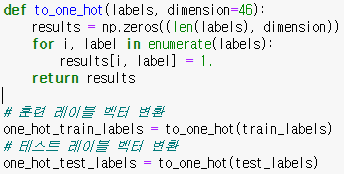 def to_one_hot(labels, dimension=46):
    results = np.zeros((len(labels), dimension))
    for i, label in enumerate(labels):
        results[i, label] = 1.
    return results
# 훈련 레이블 벡터 변환
one_hot_train_labels = to_one_hot(train_labels)
# 테스트 레이블 벡터 변환
one_hot_test_labels = to_one_hot(test_labels)